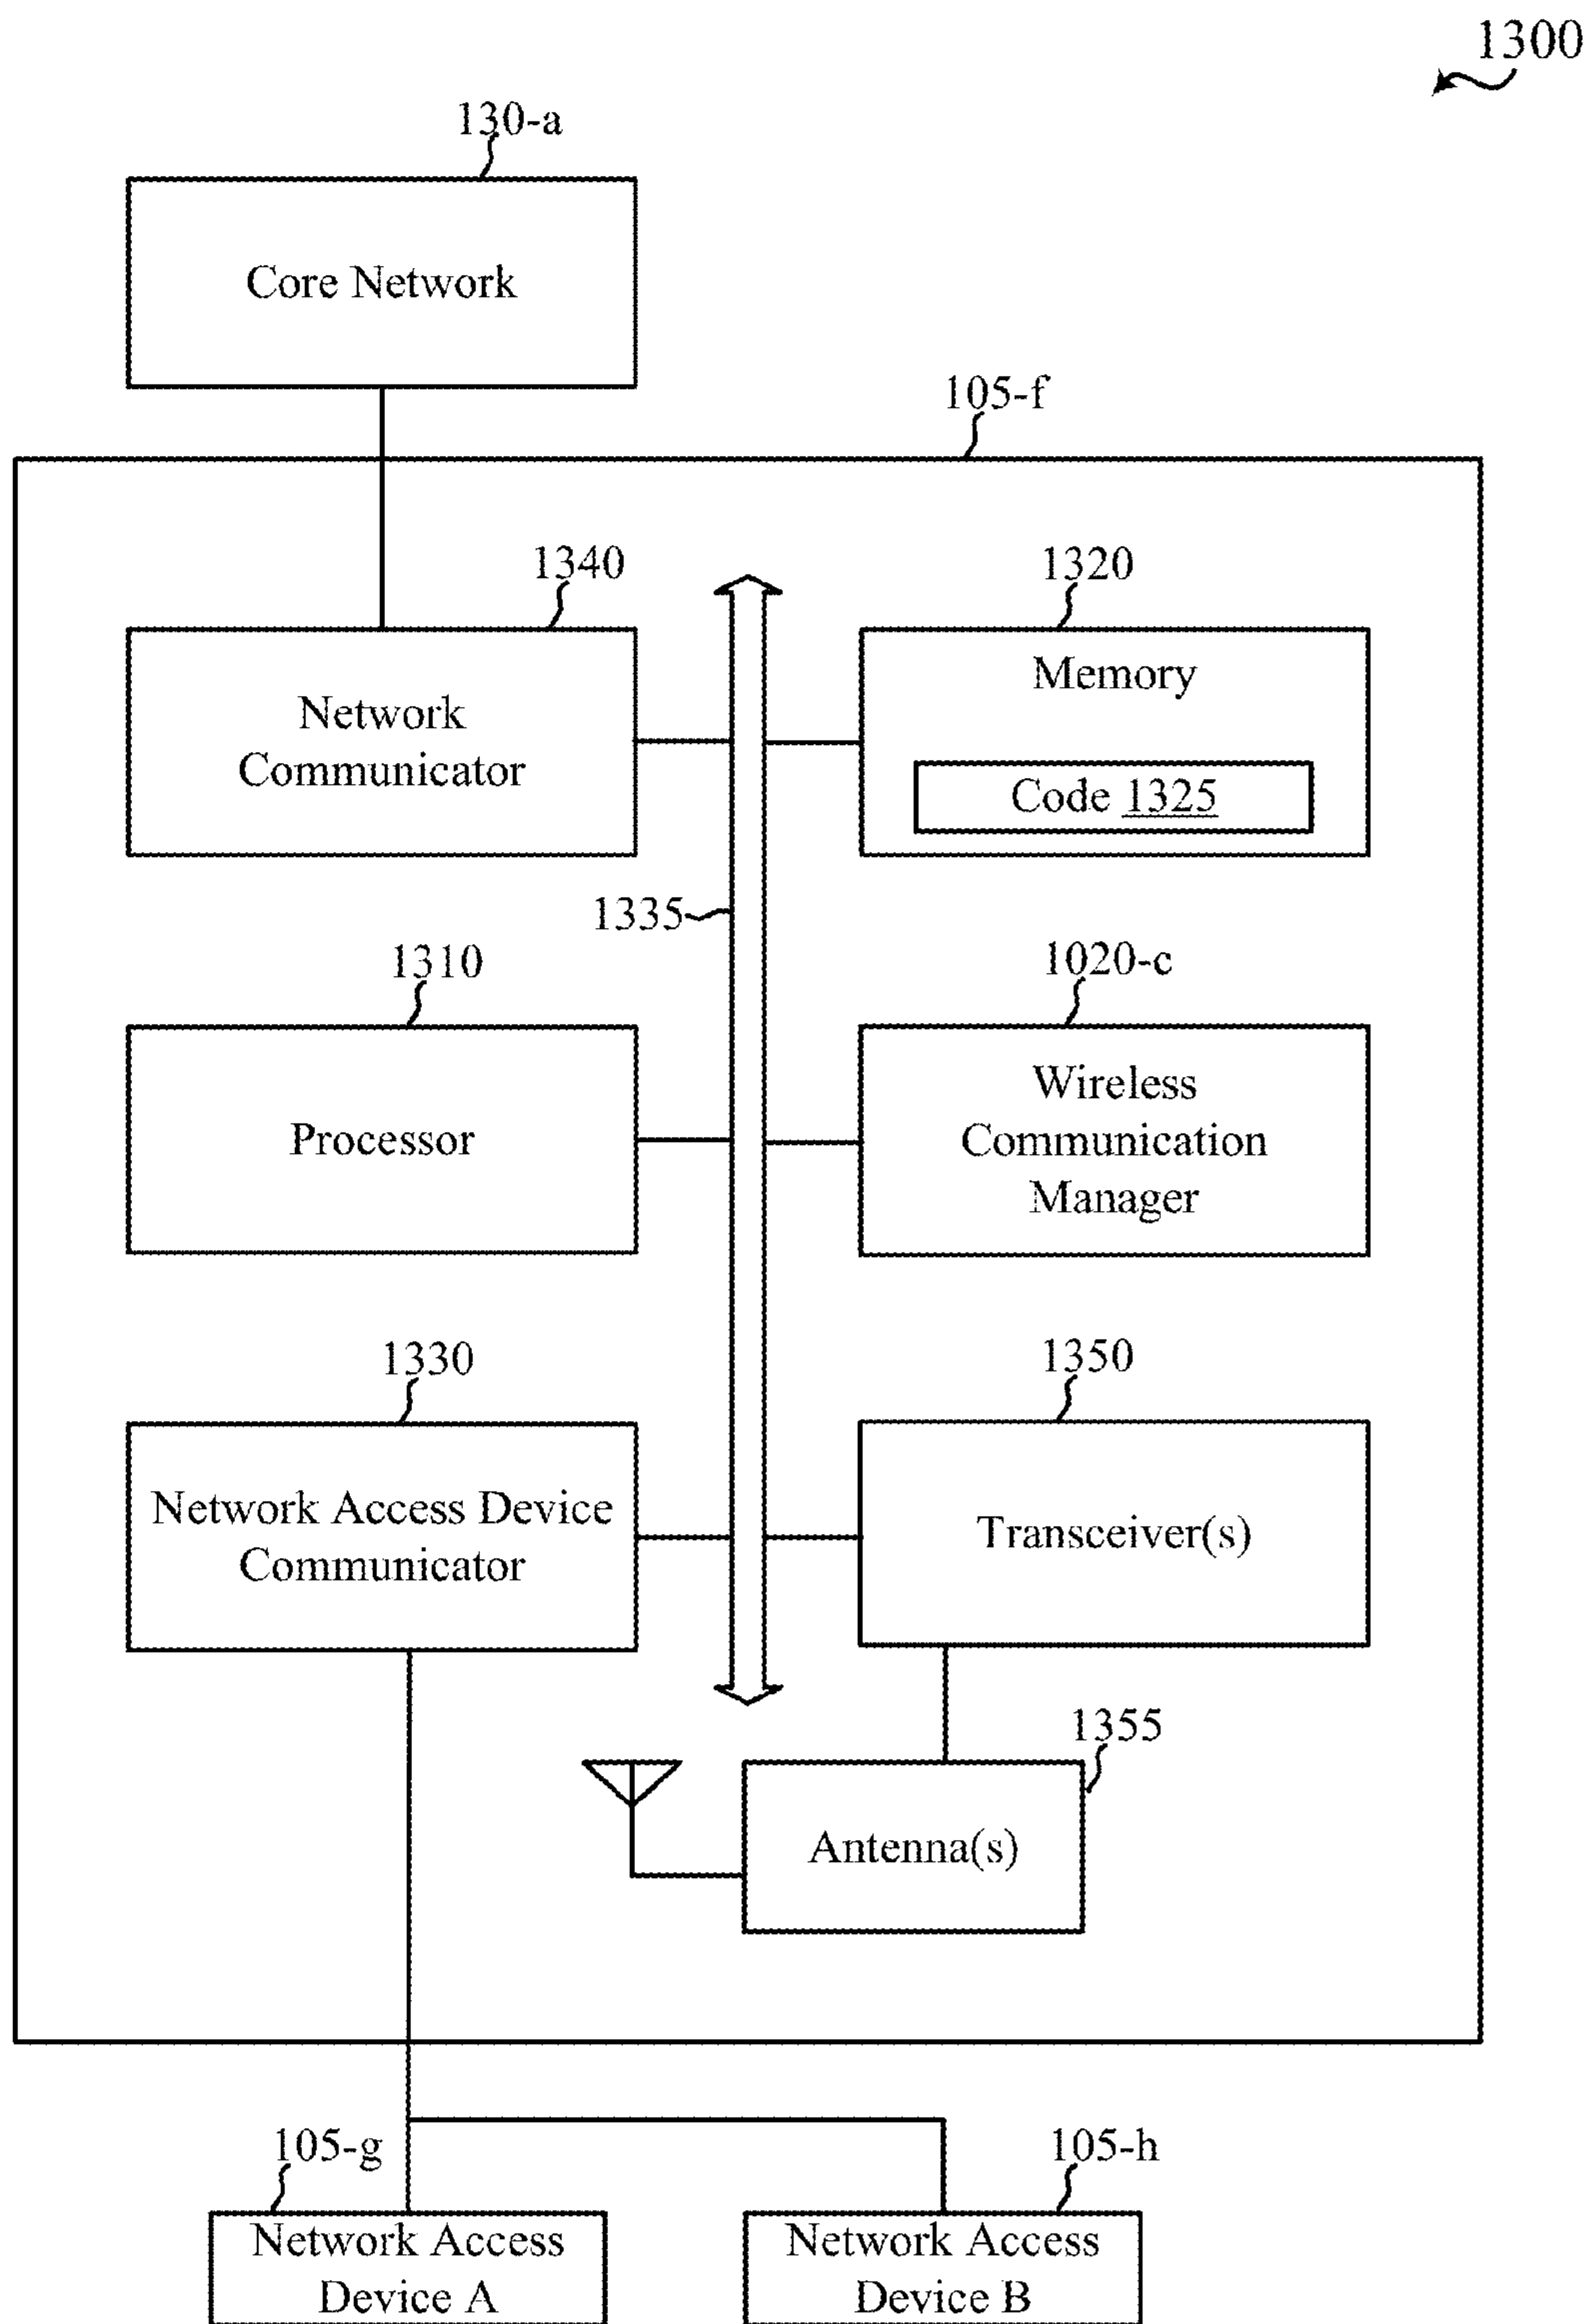 1300
130-a
Core Network
105-f
1340
1320
Network
Communicator
Memory
Code 1325
1335
1310
1020-c
Processor
Wireless
Communication
Manager
1330
1350
Network Access Device
Communicator
Transceiver(s)
1355
Antenna(s)
105-g
105-h
Network Access
Device A
Network Access
Device B